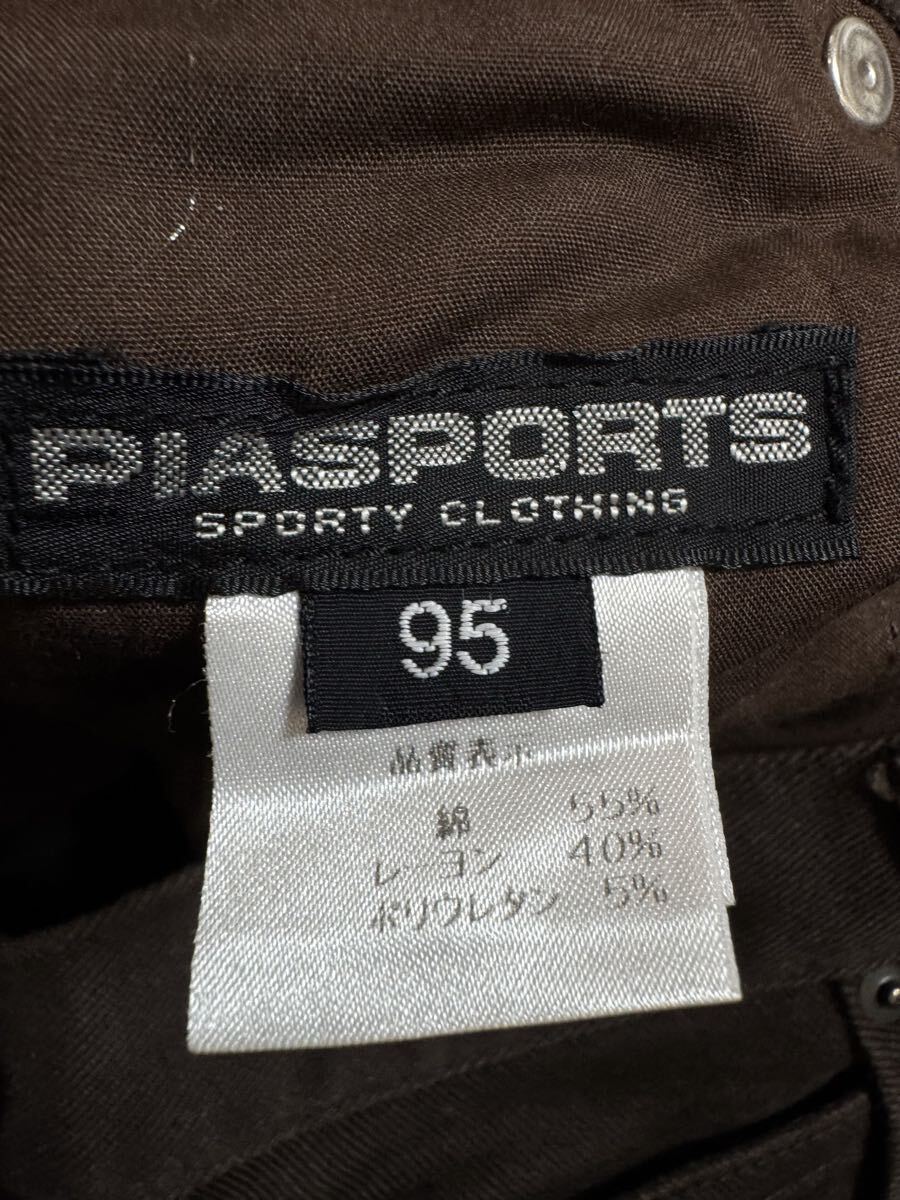 PIASPORTS
SPORTY CLOTHING
95
品質表示
綿 55%
レーヨン 40%
ポリウレタン 5%